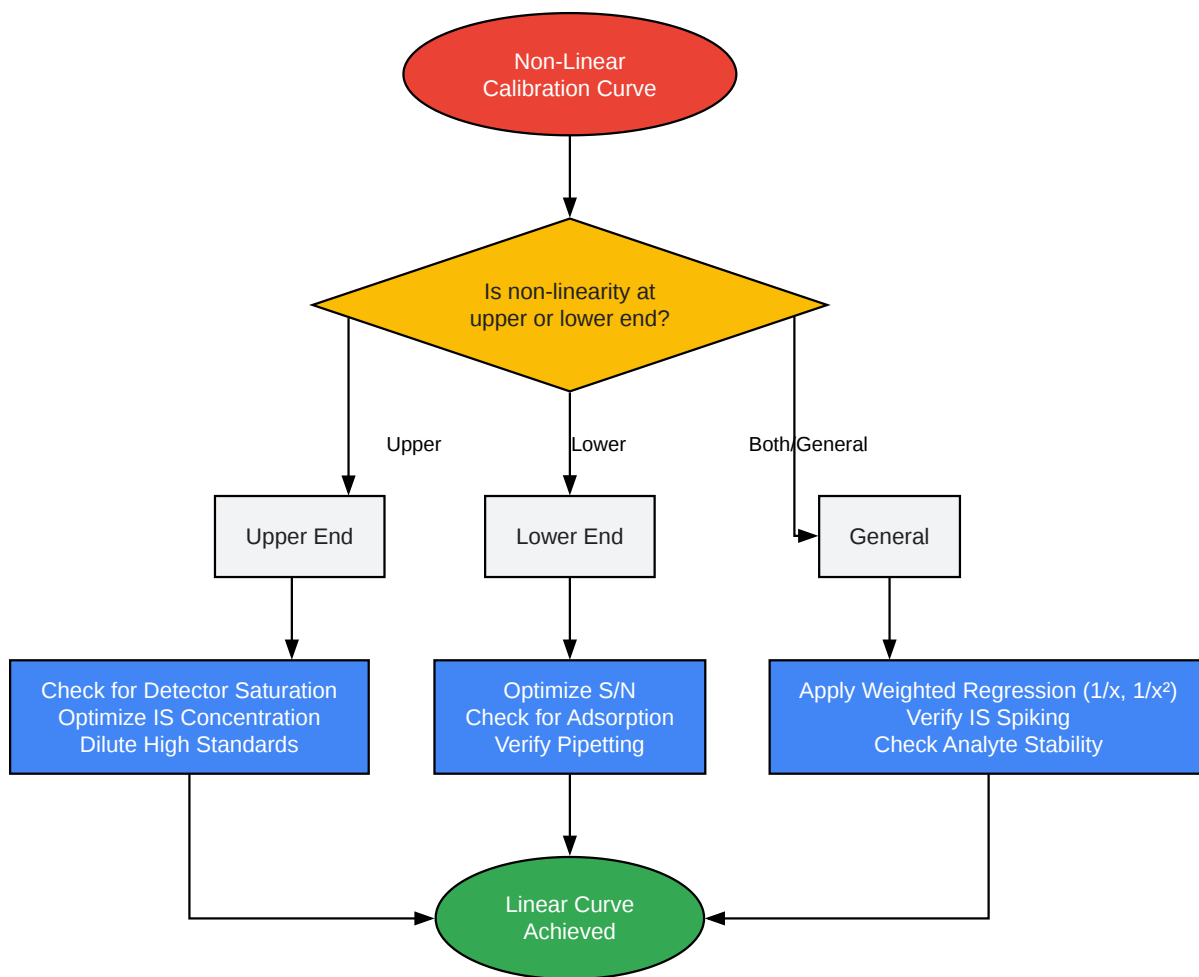 Non-Linear
Calibration Curve
Is non-linearity at
upper or lower end?
Upper
Lower
Both/General
Upper End
Lower End
General
Check for Detector Saturation
Optimize IS Concentration
Dilute High Standards
Optimize S/N
Check for Adsorption
Verify Pipetting
Apply Weighted Regression (1/x, 1/x²)
Verify IS Spiking
Check Analyte Stability
Linear Curve
Achieved